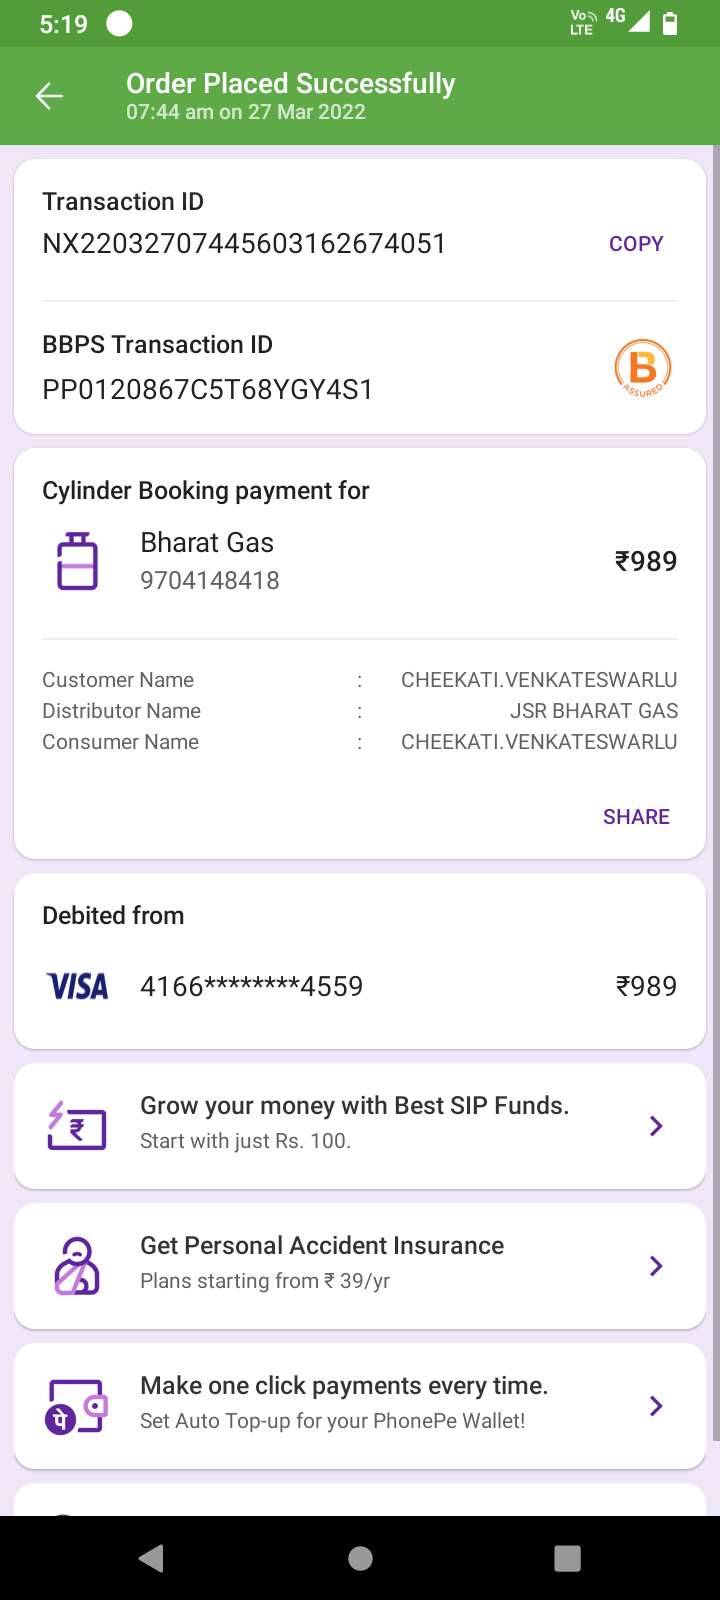 5:19
Vo
LTE
4G
Order Placed Successfully
07:44 am on 27 Mar 2022
Transaction ID
NX22032707445603162674051
COPY
BBPS Transaction ID
PP0120867C5T68YGY4S1
B
ASSURED
Cylinder Booking payment for
Bharat Gas
9704148418
₹989
Customer Name : CHEEKATI.VENKATESWARLU
Distributor Name : JSR BHARAT GAS
Consumer Name : CHEEKATI.VENKATESWARLU
SHARE
Debited from
VISA 4166********4559 ₹989
₹
Grow your money with Best SIP Funds.
Start with just Rs. 100.
Get Personal Accident Insurance
Plans starting from ₹ 39/yr
पे
Make one click payments every time.
Set Auto Top-up for your PhonePe Wallet!